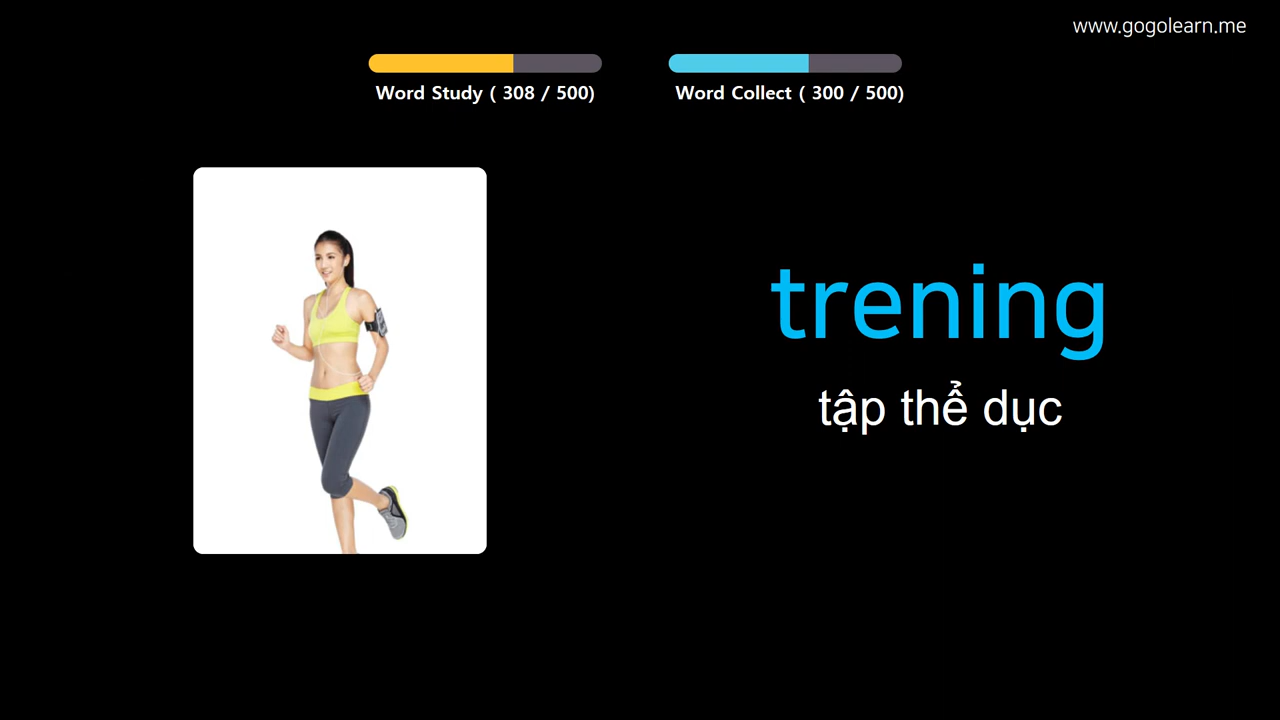 www.gogolearn.me
Word Study ( 308 / 500)
Word Collect ( 300 / 500)
trening
tập thể dục